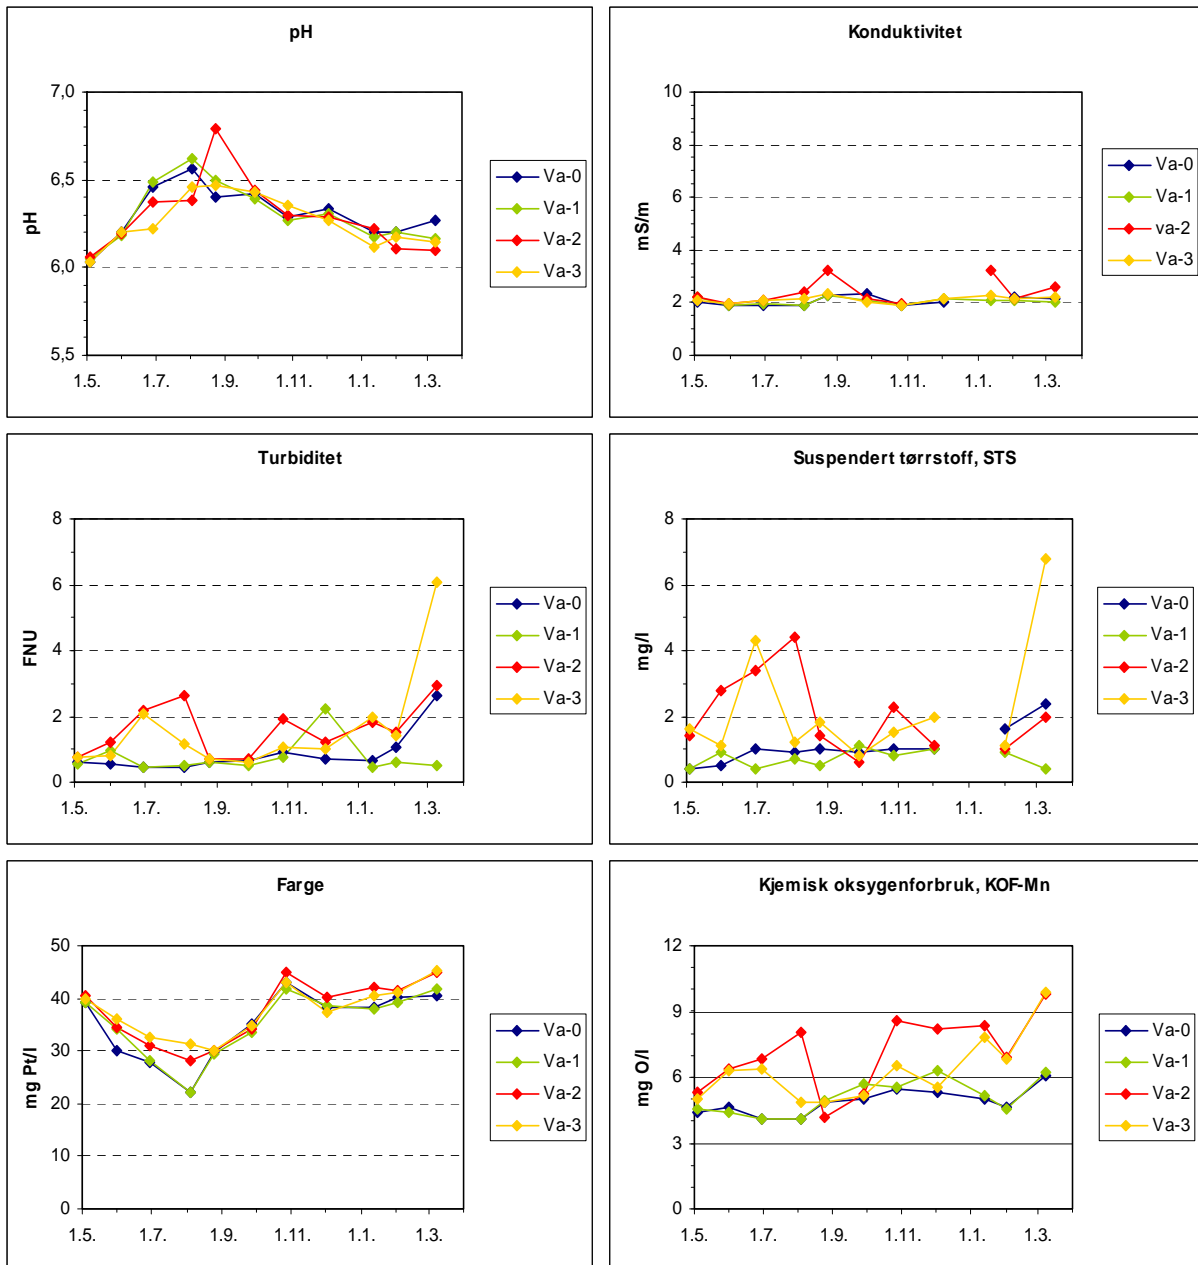 pH
7,0
6,5
6,0
5,5
pH
1.5. 1.7. 1.9. 1.11. 1.1. 1.3.
Va-0
Va-1
Va-2
Va-3
Konduktivitet
10
8
6
4
2
0
mS/m
1.5. 1.7. 1.9. 1.11. 1.1. 1.3.
Va-0
Va-1
va-2
Va-3
Turbiditet
8
6
4
2
0
FNU
1.5. 1.7. 1.9. 1.11. 1.1. 1.3.
Va-0
Va-1
Va-2
Va-3
Suspendert tørrstoff, STS
8
6
4
2
0
mg/l
1.5. 1.7. 1.9. 1.11. 1.1. 1.3.
Va-0
Va-1
Va-2
Va-3
Farge
50
40
30
20
10
0
mg Pt/l
1.5. 1.7. 1.9. 1.11. 1.1. 1.3.
Va-0
Va-1
Va-2
Va-3
Kjemisk oksygenforbruk, KOF-Mn
12
9
6
3
0
mg O/l
1.5. 1.7. 1.9. 1.11. 1.1. 1.3.
Va-0
Va-1
Va-2
Va-3